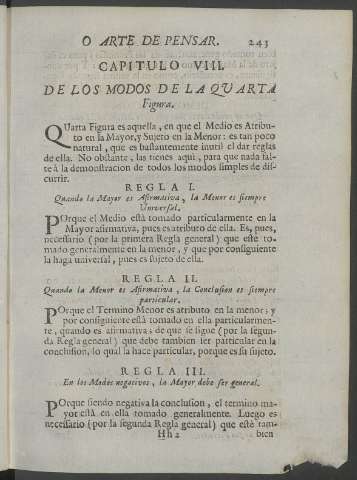 O ARTE DE PENSAR. 243
CAPITULO VIII.
DE LOS MODOS DE LA QUARTA
Figura.
QUarta Figura es aquella, en que el Medio es Atribu-
to en la Mayor, y Sujeto en la Menor: es tan poco
natural, que es bastantemente inutil el dar reglas
de ella. No obstante, las tienes aqui, para que nada fal-
te à la demonstracion de todos los modos simples de dis-
currir.
REGLA I.
Quando la Mayor es Afirmativa, la Menor es siempre
Universal.
POrque el Medio està tomado particularmente en la
Mayor afirmativa, pues es atributo de ella. Es, pues,
necessario (por la primera Regla general) que estè to-
mado generalmente en la menor, y que por consiguiente
la haga universal, pues es sujeto de ella.
REGLA II.
Quando la Menor es Afirmativa, la Conclusion es siempre
particular.
POrque el Termino Menor es atributo en la menor; y
por consiguiente està tomado en ella particularmen-
te, quando es afirmativa; de que se sigue (por la segun-
da Regla general) que debe tambien ser particular en la
conclusion, lo qual la hace particular, porque es su sujeto.
REGLA III.
En los Modos negativos, la Mayor debe ser general.
POrque siendo negativa la conclusion, el termino ma-
yor està en ella tomado generalmente. Luego es
necessario (por la segunda Regla general) que estè tam-
Hh 2 bien